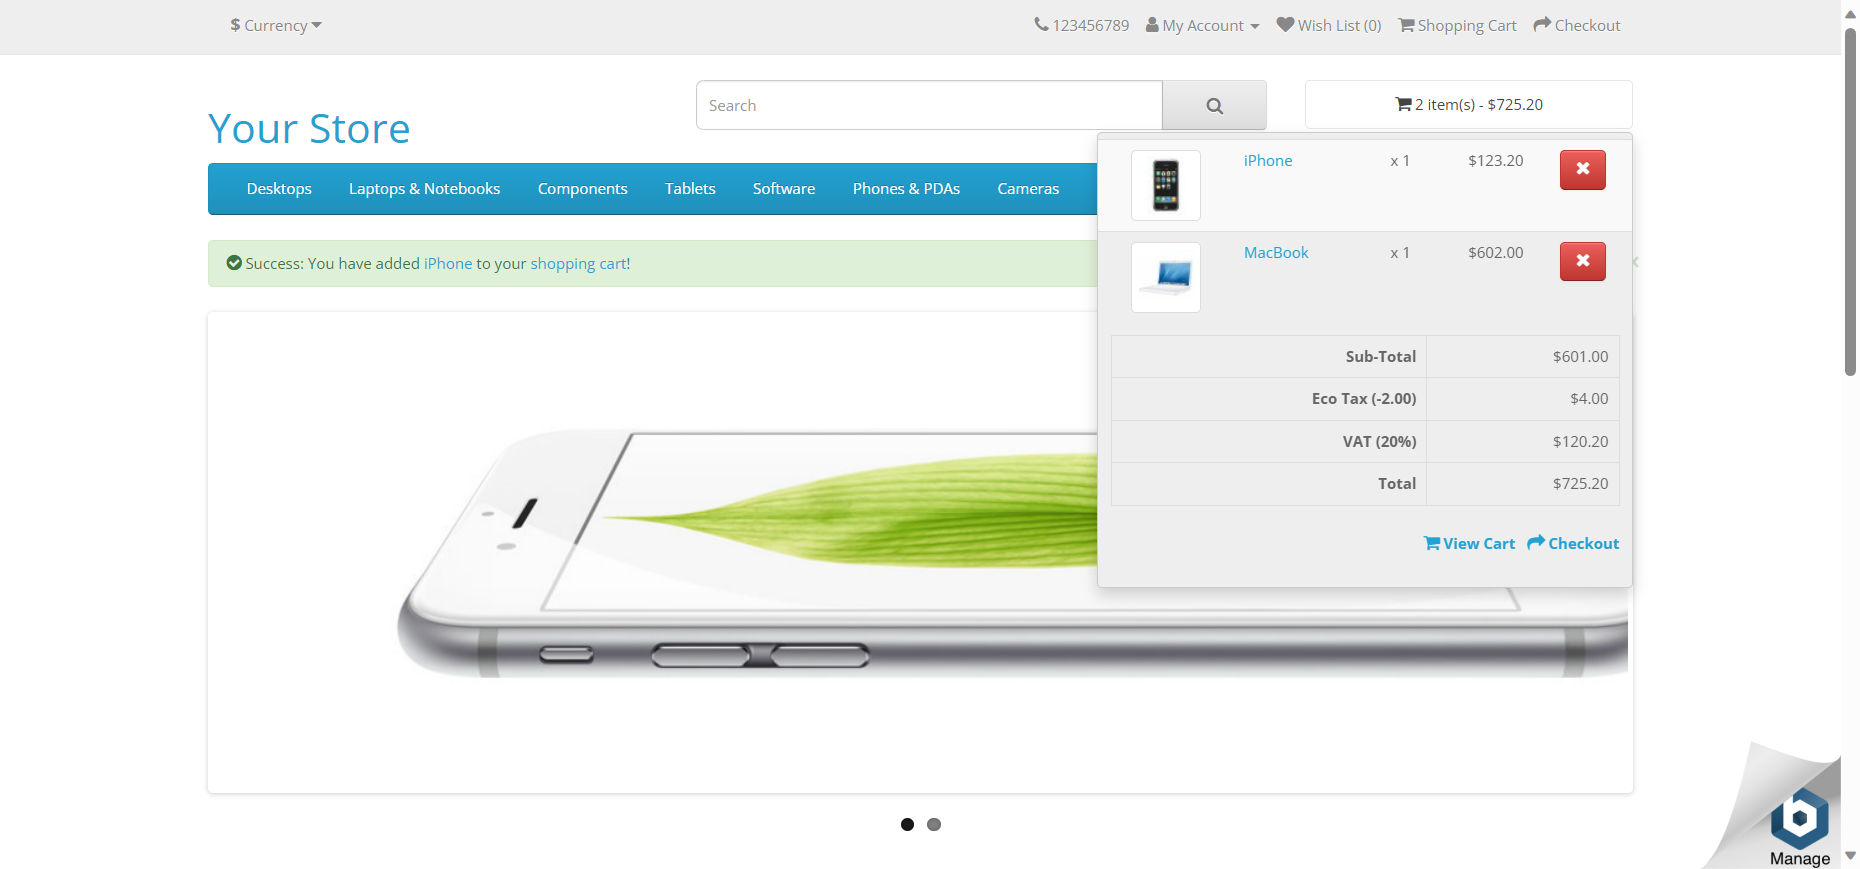 $ Currency
123456789 My Account Wish List (0) Shopping Cart Checkout
Your Store
Search
2 item(s) - $725.20
Desktops Laptops & Notebooks Components Tablets Software Phones & PDAs Cameras
iPhone x 1 $123.20
MacBook x 1 $602.00
Success: You have added iPhone to your shopping cart!
Sub-Total $601.00
Eco Tax (-2.00) $4.00
VAT (20%) $120.20
Total $725.20
View Cart Checkout
Manage